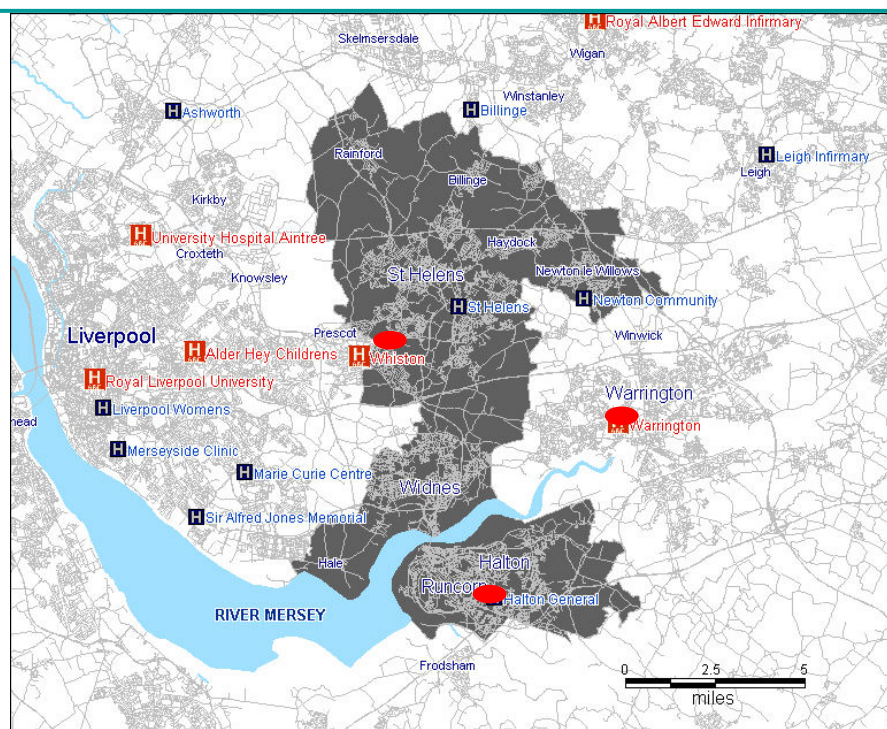 H Royal Albert Edward Infirmary
Skelmsersdale
Wigan
Winstanley
H Ashworth
H Billinge
Rainford
H Leigh Infirmary
Leigh
Billinge
Kirkby
H University Hospital Aintree
Haydock
Croxteth
Knowsley
St Helens
Newton le Willows
H St Helens
H Newton Community
Liverpool
Prescot
Winwick
H Alder Hey Childrens
H Whiston
H Royal Liverpool University
Warrington
H Liverpool Womens
head
Warrington
H Merseyside Clinic
H Marie Curie Centre
Widnes
H Sir Alfred Jones Memorial
Hale
Halton
Runcorn
Halton General
RIVER MERSEY
Frodsham
0 2.5 5
miles